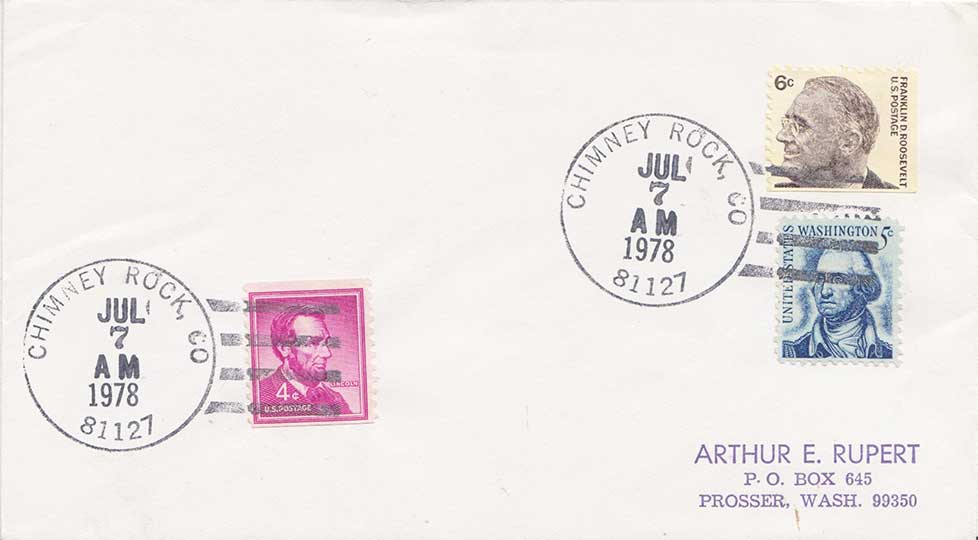 6c
FRANKLIN D. ROOSEVELT
U.S. POSTAGE
CHIMNEY ROCK, CO
JUL
7
AM
1978
81127
UNITED STATES
WASHINGTON 5c
CHIMNEY ROCK, CO
JUL
7
AM
1978
81127
LINCOLN
4c
U.S. POSTAGE
ARTHUR E. RUPERT
P. O. BOX 645
PROSSER, WASH. 99350